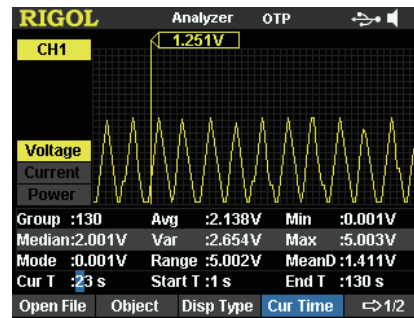 RIGOL Analyzer OTP
CH1
1.251V
Voltage
Current
Power
Group :130 Avg :2.138V Min :0.001V
Median:2.001V Var :2.654V Max :5.003V
Mode :0.001V Range :5.002V MeanD:1.411V
Cur T :23 s Start T :1 s End T :130 s
Open File Object Disp Type Cur Time ⇨1/2